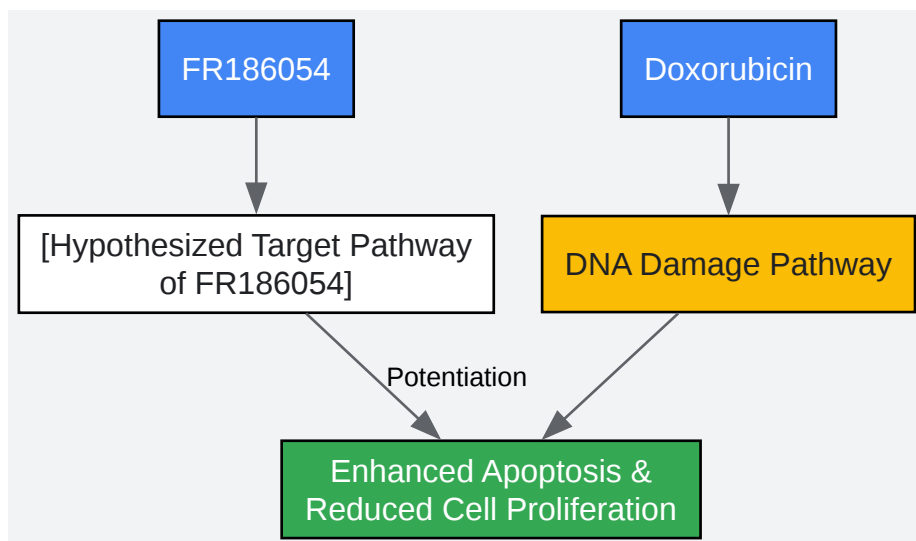 FR186054
Doxorubicin
[Hypothesized Target Pathway
of FR186054]
DNA Damage Pathway
Potentiation
Enhanced Apoptosis &
Reduced Cell Proliferation